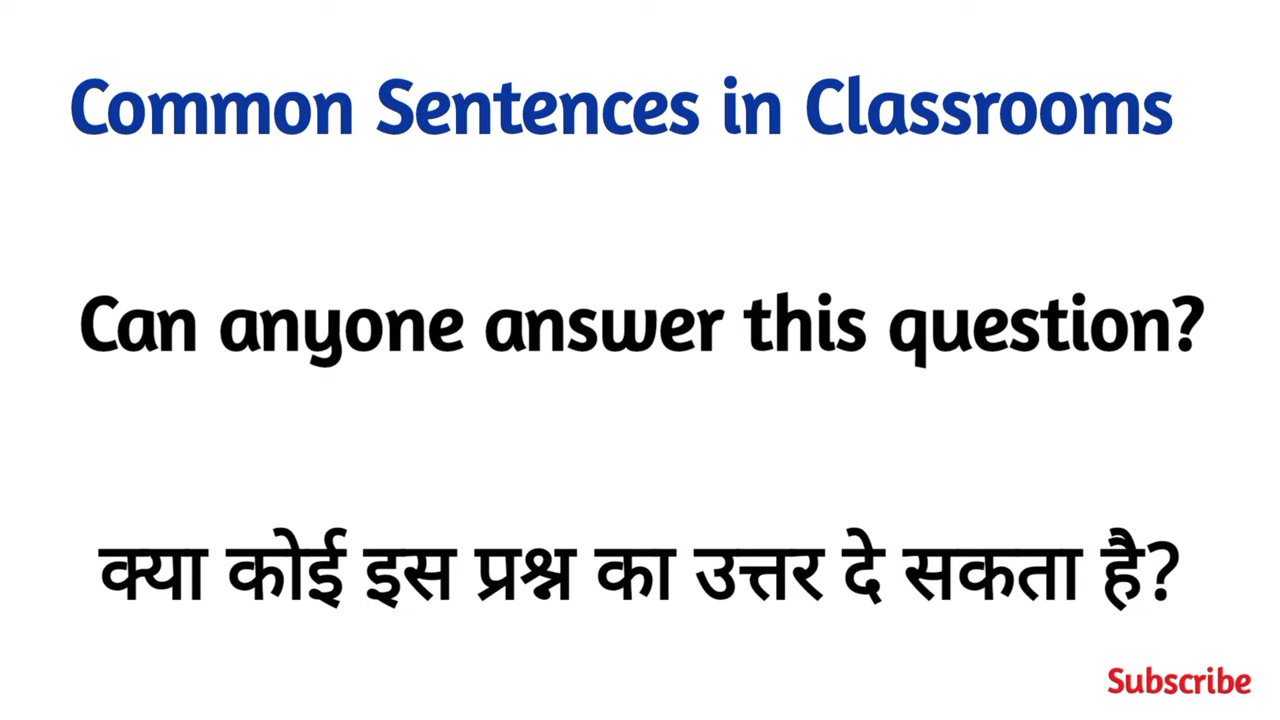 Common Sentences in Classrooms
Can anyone answer this question?
क्या कोई इस प्रश्न का उत्तर दे सकता है?
Subscribe